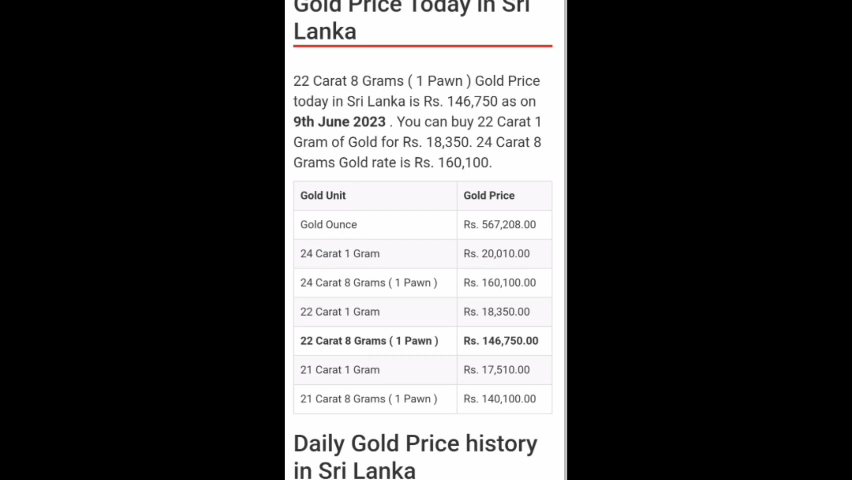 Gold Price Today in Sri
Lanka
22 Carat 8 Grams ( 1 Pawn ) Gold Price
today in Sri Lanka is Rs. 146,750 as on
9th June 2023 . You can buy 22 Carat 1
Gram of Gold for Rs. 18,350. 24 Carat 8
Grams Gold rate is Rs. 160,100.
Gold Unit Gold Price
Gold Ounce Rs. 567,208.00
24 Carat 1 Gram Rs. 20,010.00
24 Carat 8 Grams ( 1 Pawn ) Rs. 160,100.00
22 Carat 1 Gram Rs. 18,350.00
22 Carat 8 Grams ( 1 Pawn ) Rs. 146,750.00
21 Carat 1 Gram Rs. 17,510.00
21 Carat 8 Grams ( 1 Pawn ) Rs. 140,100.00
Daily Gold Price history
in Sri Lanka